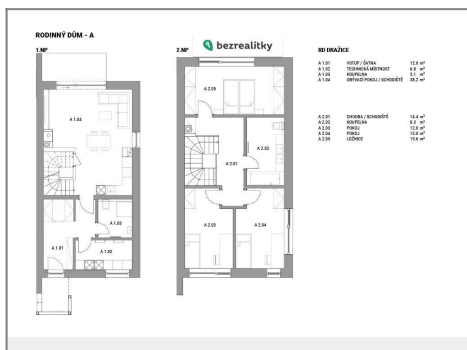 RODINNÝ DŮM - A
1.NP
2.NP
bezrealitky
RD DRAŽICE
A 1.01 VSTUP / ŠATNA 12.9 m²
A 1.02 TECHNICKÁ MÍSTNOST 6.8 m²
A 1.03 KOUPELNA 5.1 m²
A 1.04 OBÝVACÍ POKOJ / SCHODIŠTĚ 38.2 m²
A 2.01 CHODBA / SCHODIŠTĚ 14.4 m²
A 2.02 KOUPELNA 8.3 m²
A 2.03 POKOJ 12.0 m²
A 2.04 POKOJ 12.0 m²
A 2.05 LOŽNICE 15.6 m²
A 2.05
A 1.04
A 2.02
A 2.01
A 1.03
A 2.03
A 2.04
A 1.01
A 1.02